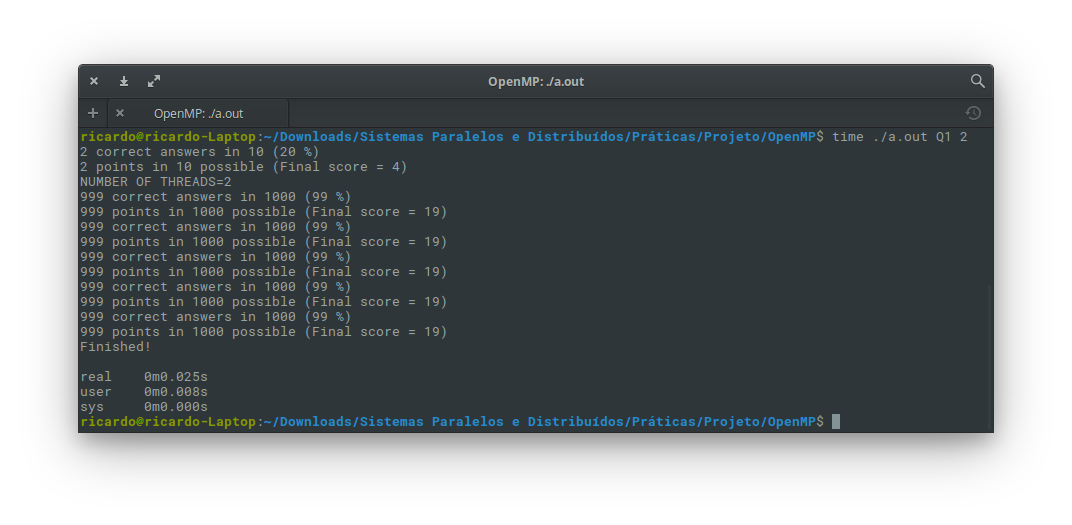 OpenMP: ./a.out
OpenMP: ./a.out
ricardo@ricardo-Laptop:~/Downloads/Sistemas Paralelos e Distribuídos/Práticas/Projeto/OpenMP$ time ./a.out Q1 2
2 correct answers in 10 (20 %)
2 points in 10 possible (Final score = 4)
NUMBER OF THREADS=2
999 correct answers in 1000 (99 %)
999 points in 1000 possible (Final score = 19)
999 correct answers in 1000 (99 %)
999 points in 1000 possible (Final score = 19)
999 correct answers in 1000 (99 %)
999 points in 1000 possible (Final score = 19)
999 correct answers in 1000 (99 %)
999 points in 1000 possible (Final score = 19)
999 correct answers in 1000 (99 %)
999 points in 1000 possible (Final score = 19)
Finished!
real 0m0.025s
user 0m0.008s
sys 0m0.000s
ricardo@ricardo-Laptop:~/Downloads/Sistemas Paralelos e Distribuídos/Práticas/Projeto/OpenMP$